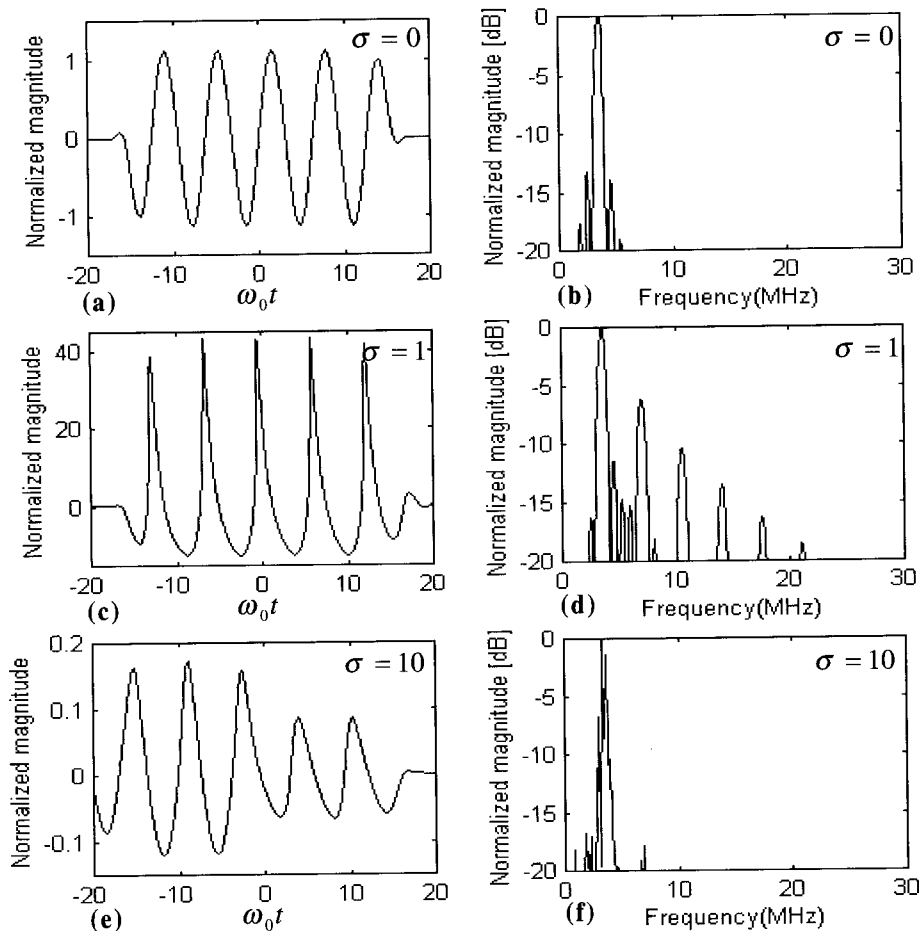 σ = 0
Normalized magnitude
1
0
-1
-20 -10 0 10 20
(a) ω₀t
σ = 0
Normalized magnitude [dB]
0
-5
-10
-15
-20
0 10 20 30
(b) Frequency(MHz)
σ = 1
Normalized magnitude
40
20
0
-20 -10 0 10 20
(c) ω₀t
σ = 1
Normalized magnitude [dB]
0
-5
-10
-15
-20
0 10 20 30
(d) Frequency(MHz)
σ = 10
Normalized magnitude
0.2
0.1
0
-0.1
-20 -10 0 10 20
(e) ω₀t
σ = 10
Normalized magnitude [dB]
0
-5
-10
-15
-20
0 10 20 30
(f) Frequency(MHz)